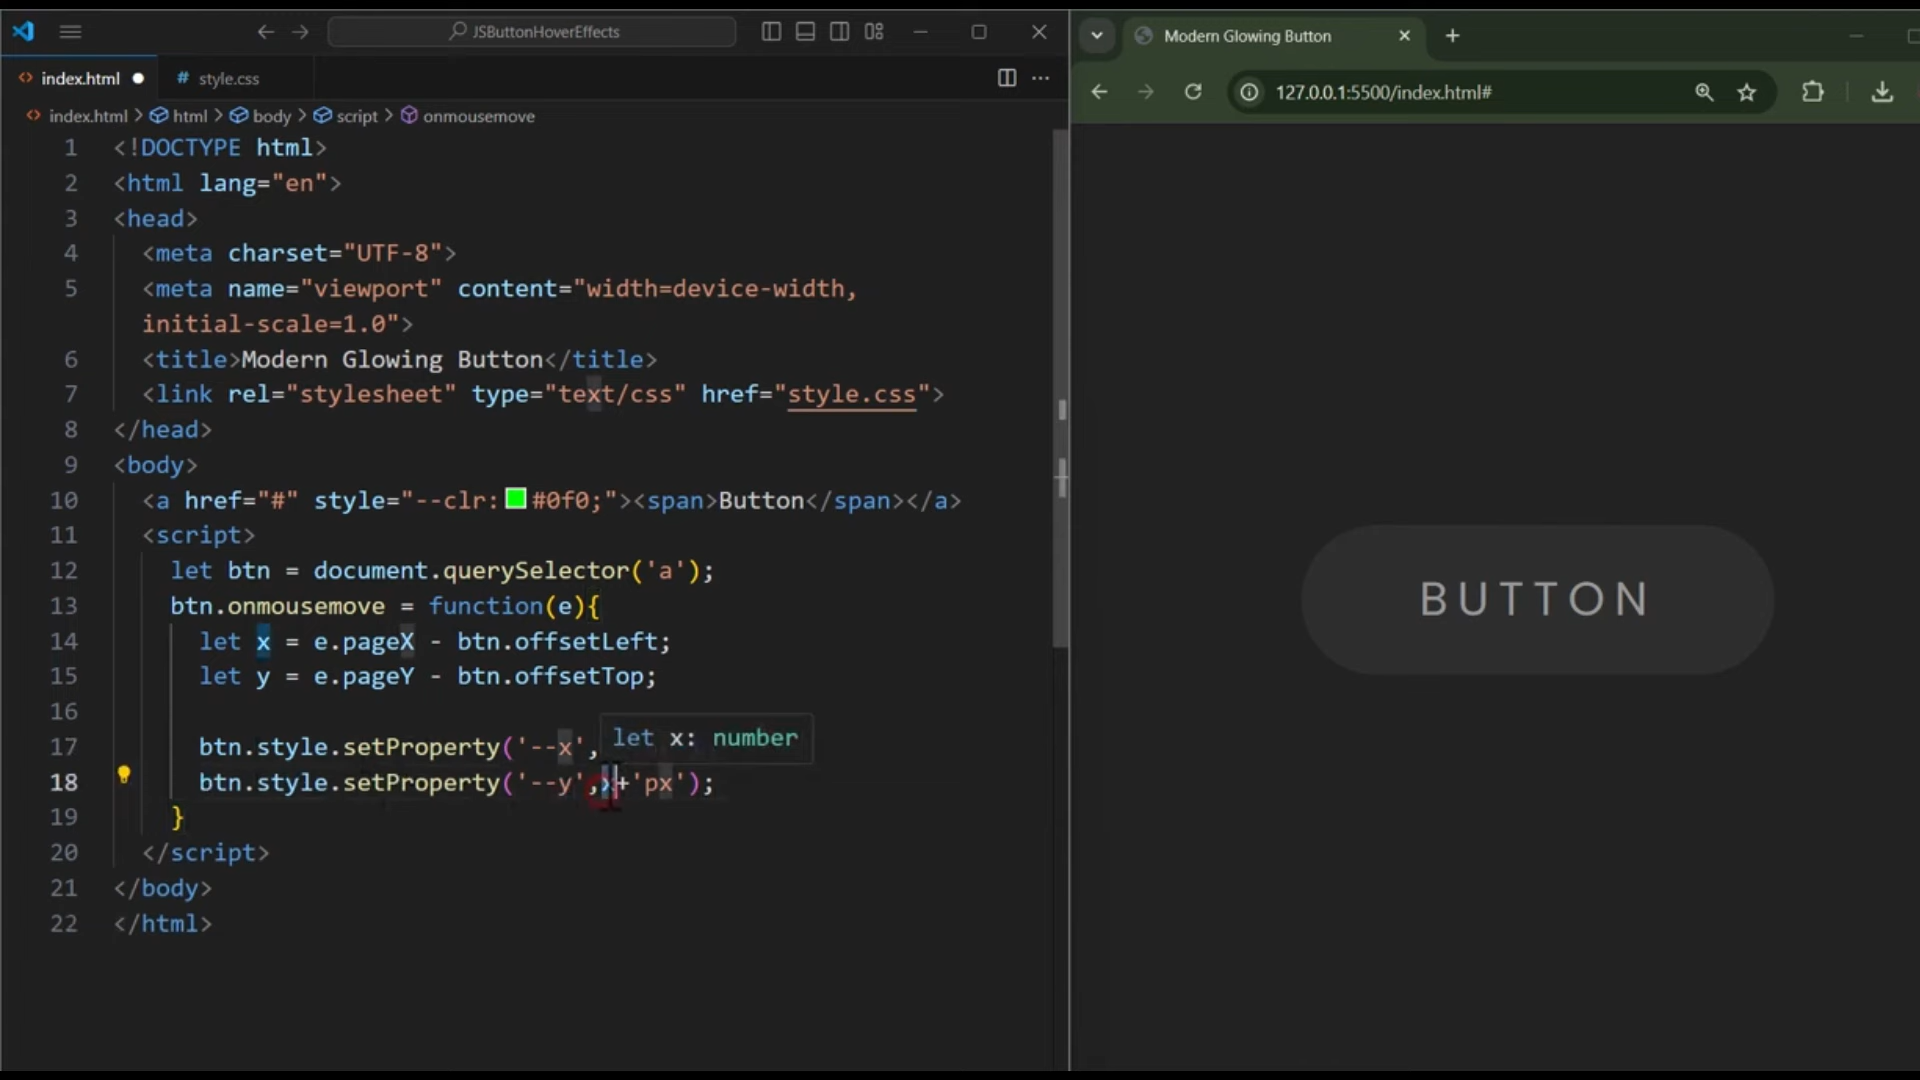 JSButtonHoverEffects
index.html
style.css
index.html > html > body > script > onmousemove
1 <!DOCTYPE html>
2 <html lang="en">
3 <head>
4 <meta charset="UTF-8">
5 <meta name="viewport" content="width=device-width,
initial-scale=1.0">
6 <title>Modern Glowing Button</title>
7 <link rel="stylesheet" type="text/css" href="style.css">
8 </head>
9 <body>
10 <a href="#" style="--clr:#0f0;"><span>Button</span></a>
11 <script>
12 let btn = document.querySelector('a');
13 btn.onmousemove = function(e){
14 let x = e.pageX - btn.offsetLeft;
15 let y = e.pageY - btn.offsetTop;
16
17 btn.style.setProperty('--x',
let x: number
18 btn.style.setProperty('--y',x+'px');
19 }
20 </script>
21 </body>
22 </html>
Modern Glowing Button
127.0.0.1:5500/index.html#
BUTTON